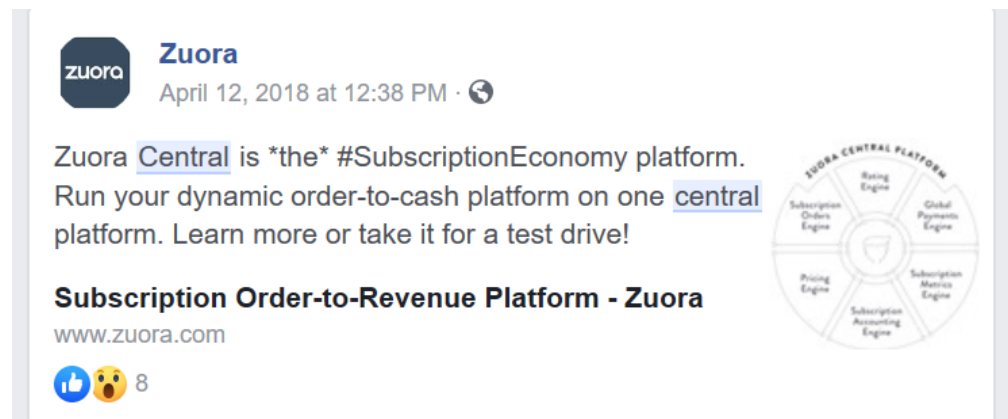 zuora
Zuora
April 12, 2018 at 12:38 PM ·
Zuora Central is *the* #SubscriptionEconomy platform.
Run your dynamic order-to-cash platform on one central
platform. Learn more or take it for a test drive!
Subscription Order-to-Revenue Platform - Zuora
www.zuora.com
8
ZUORA CENTRAL PLATFORM
Rating
Engine
Global
Payments
Engine
Subscription
Metrics
Engine
Subscription
Accounting
Engine
Pricing
Engine
Subscription
Orders
Engine